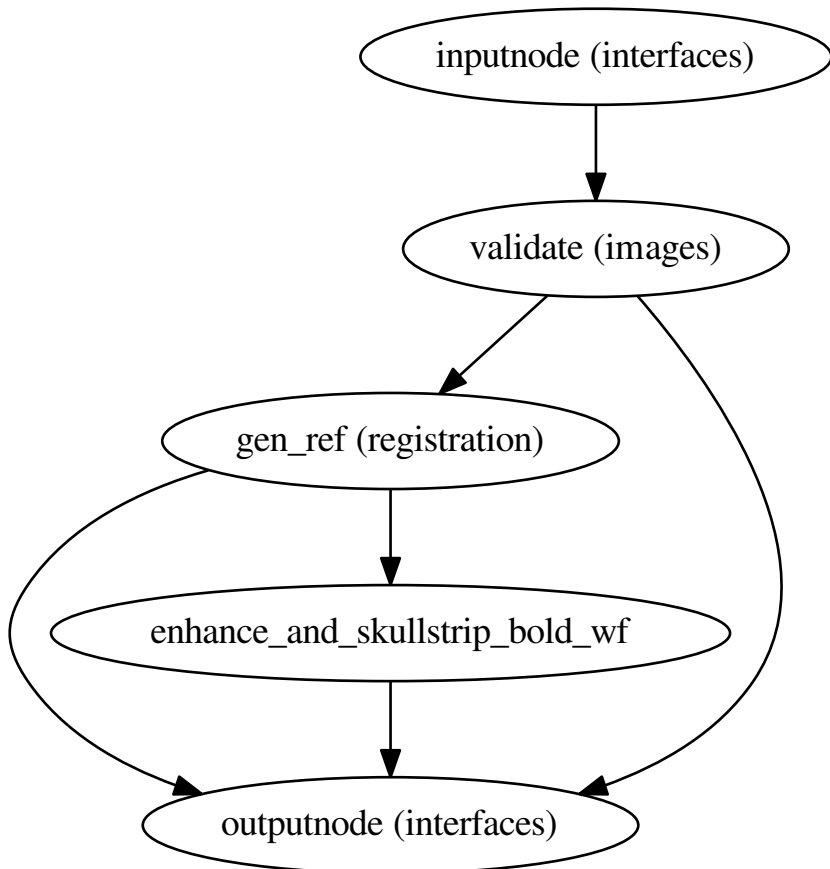 inputnode (interfaces)
validate (images)
gen_ref (registration)
enhance_and_skullstrip_bold_wf
outputnode (interfaces)